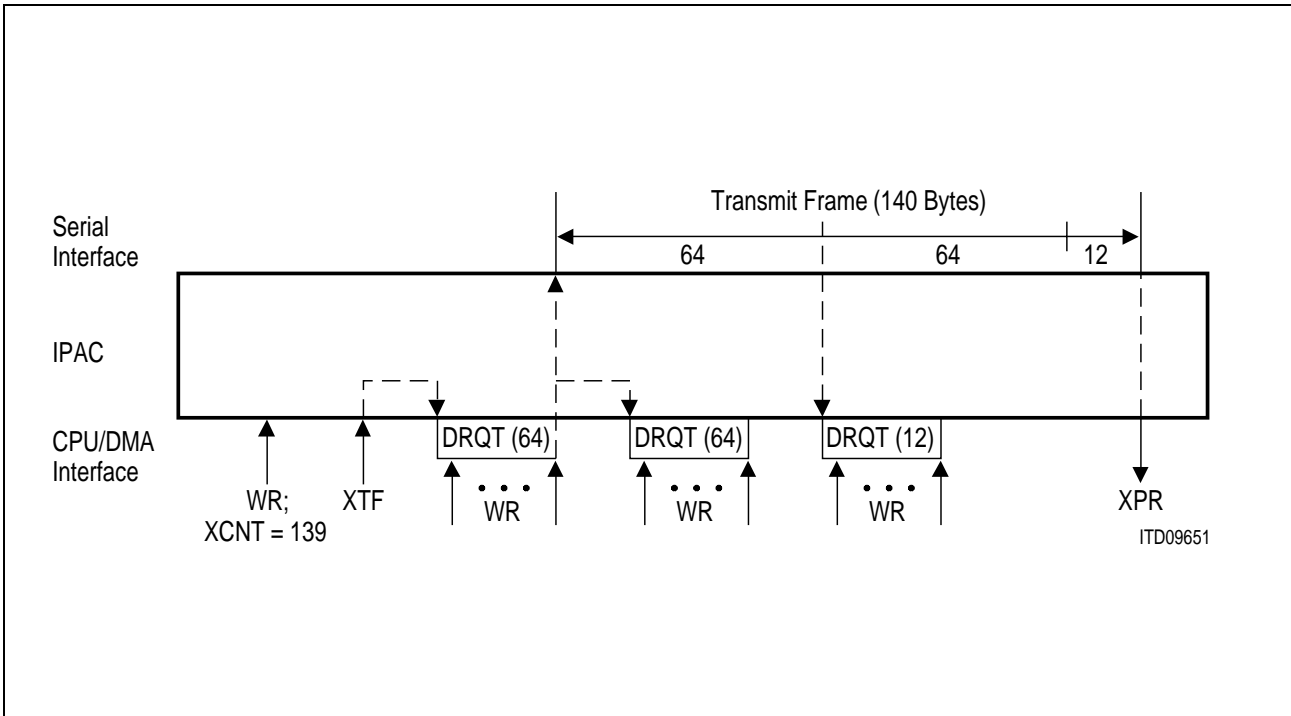 Transmit Frame (140 Bytes)
Serial
Interface
64
64
12
IPAC
CPU/DMA
Interface
DRQT (64)
DRQT (64)
DRQT (12)
WR;
XCNT = 139
XTF
• • •
WR
• • •
WR
• • •
WR
XPR
ITD09651